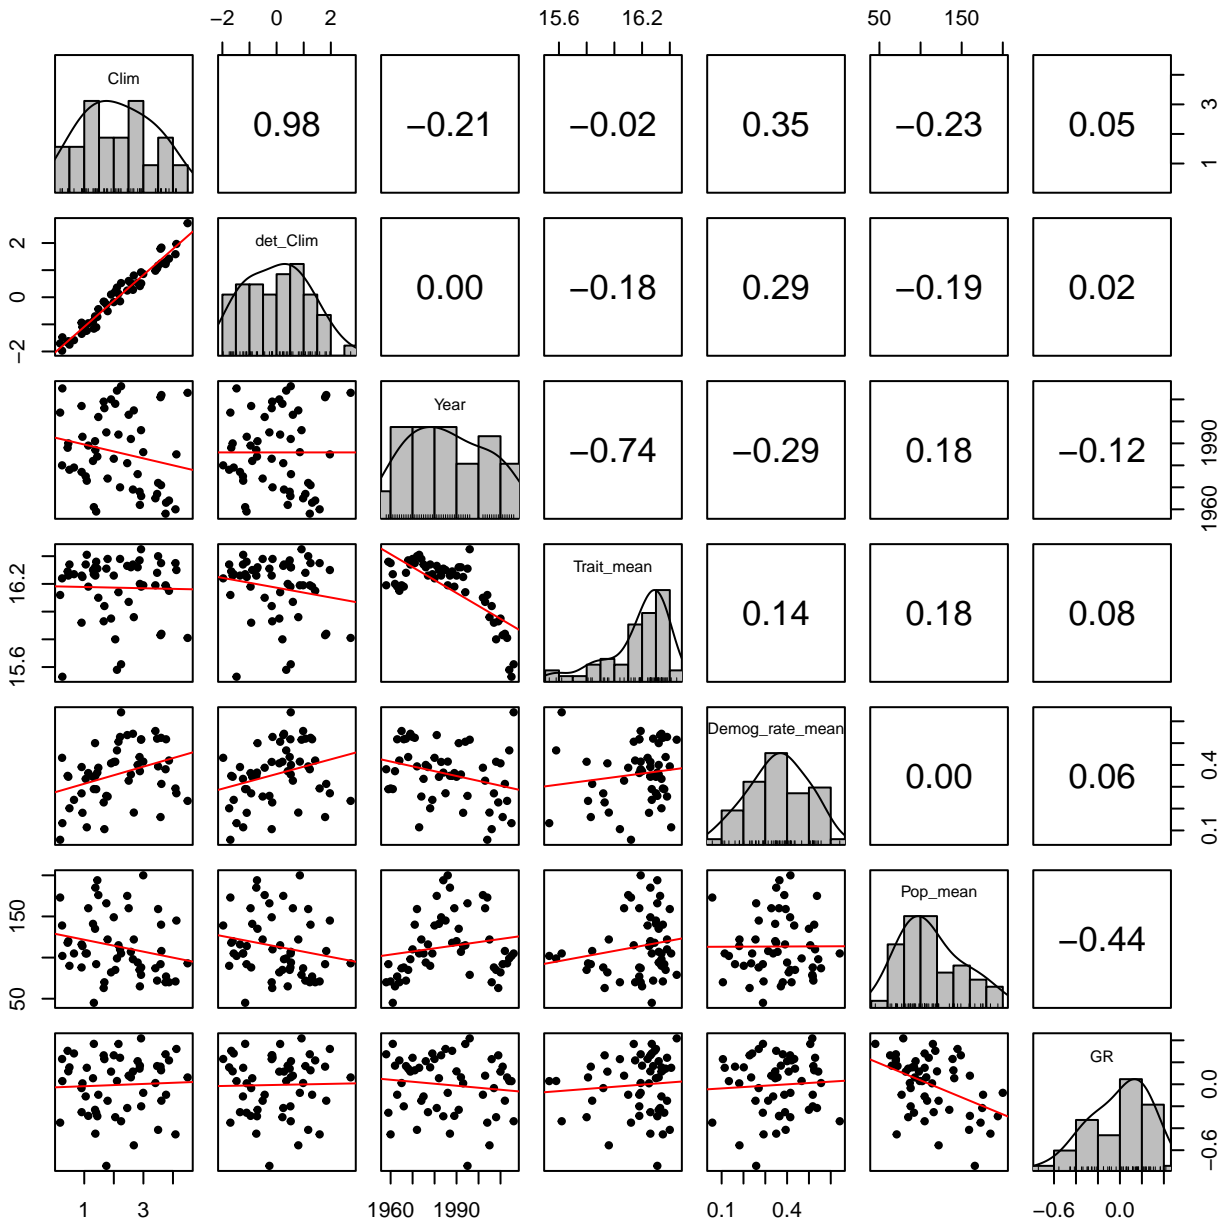 −2 0 2 15.6 16.2 50 150
Clim 0.98 −0.21 −0.02 0.35 −0.23 0.05 1 3
−2 0 2 det_Clim 0.00 −0.18 0.29 −0.19 0.02
Year −0.74 −0.29 0.18 −0.12 1960 1990
15.6 16.2 Trait_mean 0.14 0.18 0.08
Demog_rate_mean 0.00 0.06 0.1 0.4
50 150 Pop_mean −0.44
GR −0.6 0.0
1 3 1960 1990 0.1 0.4 −0.6 0.0